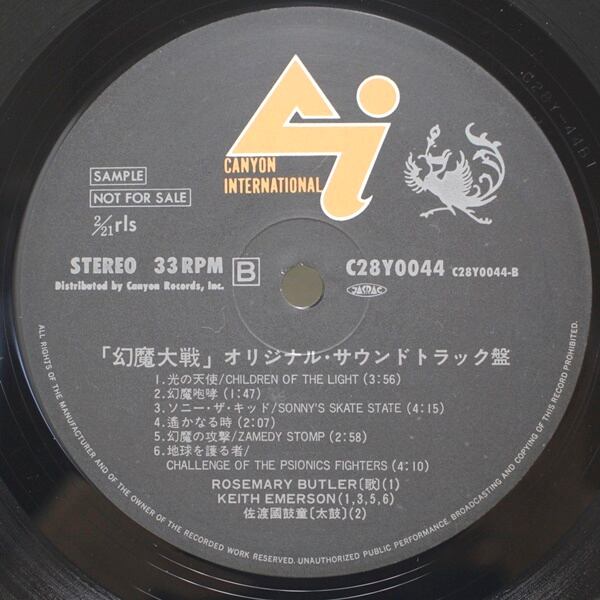 CANYON
INTERNATIONAL
SAMPLE
NOT FOR SALE
2/21 rls
STEREO 33 RPM B
Distributed by Canyon Records, Inc.
C28Y0044 C28Y0044-B
JASRAC
「幻魔大戦」オリジナル・サウンドトラック盤
1.光の天使/CHILDREN OF THE LIGHT (3:56)
2.幻魔咆哮 (1:47)
3.ソニー・ザ・キッド/SONNY'S SKATE STATE (4:15)
4.遙かなる時 (2:07)
5.幻魔の攻撃/ZAMEDY STOMP (2:58)
6.地球を護る者/
CHALLENGE OF THE PSIONICS FIGHTERS (4:10)
ROSEMARY BUTLER〔歌〕(1)
KEITH EMERSON (1,3,5,6)
佐渡國鼓童〔太鼓〕(2)
ALL RIGHTS OF THE MANUFACTURER AND OF THE OWNER OF THE RECORDED WORK RESERVED. UNAUTHORIZED PUBLIC PERFORMANCE BROADCASTING AND COPYING OF THIS RECORD PROHIBITED.